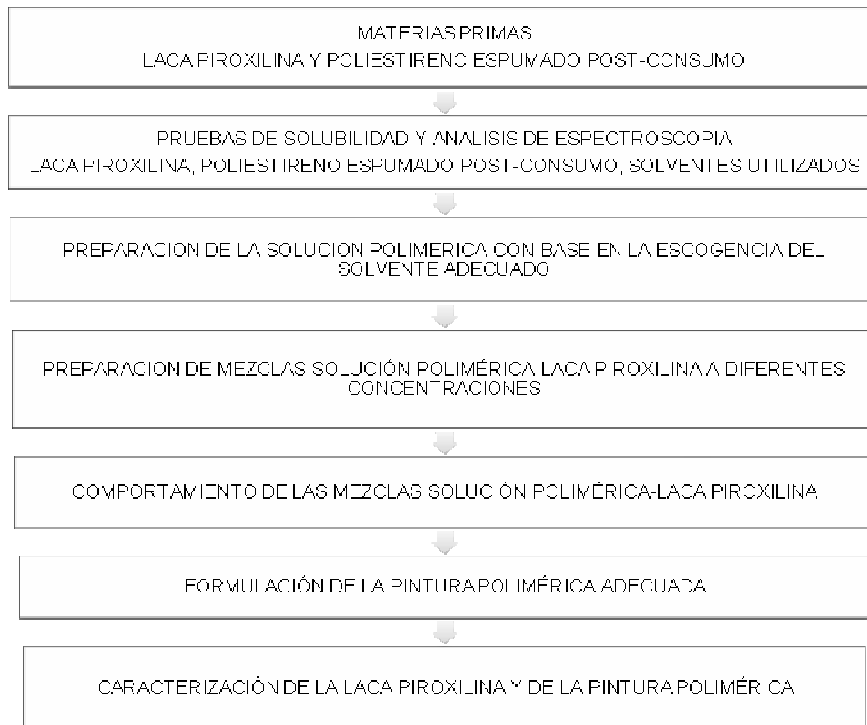 MATERIAS PRIMAS
LACA PIROXILINA Y POLIESTIRENO ESPUMADO POST-CONSUMO
PRUEBAS DE SOLUBILIDAD Y ANALISIS DE ESPECTROSCOPIA
LACA PIROXILINA, POLIESTIRENO ESPUMADO POST-CONSUMO, SOLVENTES UTILIZADOS
PREPARACION DE LA SOLUCION POLIMERICA CON BASE EN LA ESCOGENCIA DEL
SOLVENTE ADECUADO
PREPARACION DE MEZCLAS SOLUCIÓN POLIMÉRICA-LACA PIROXILINA A DIFERENTES
CONCENTRACIONES
COMPORTAMIENTO DE LAS MEZCLAS SOLUCIÓN POLIMÉRICA-LACA PIROXILINA
FORMULACIÓN DE LA PINTURA POLIMÉRICA ADECUADA
CARACTERIZACIÓN DE LA LACA PIROXILINA Y DE LA PINTURA POLIMÉRICA